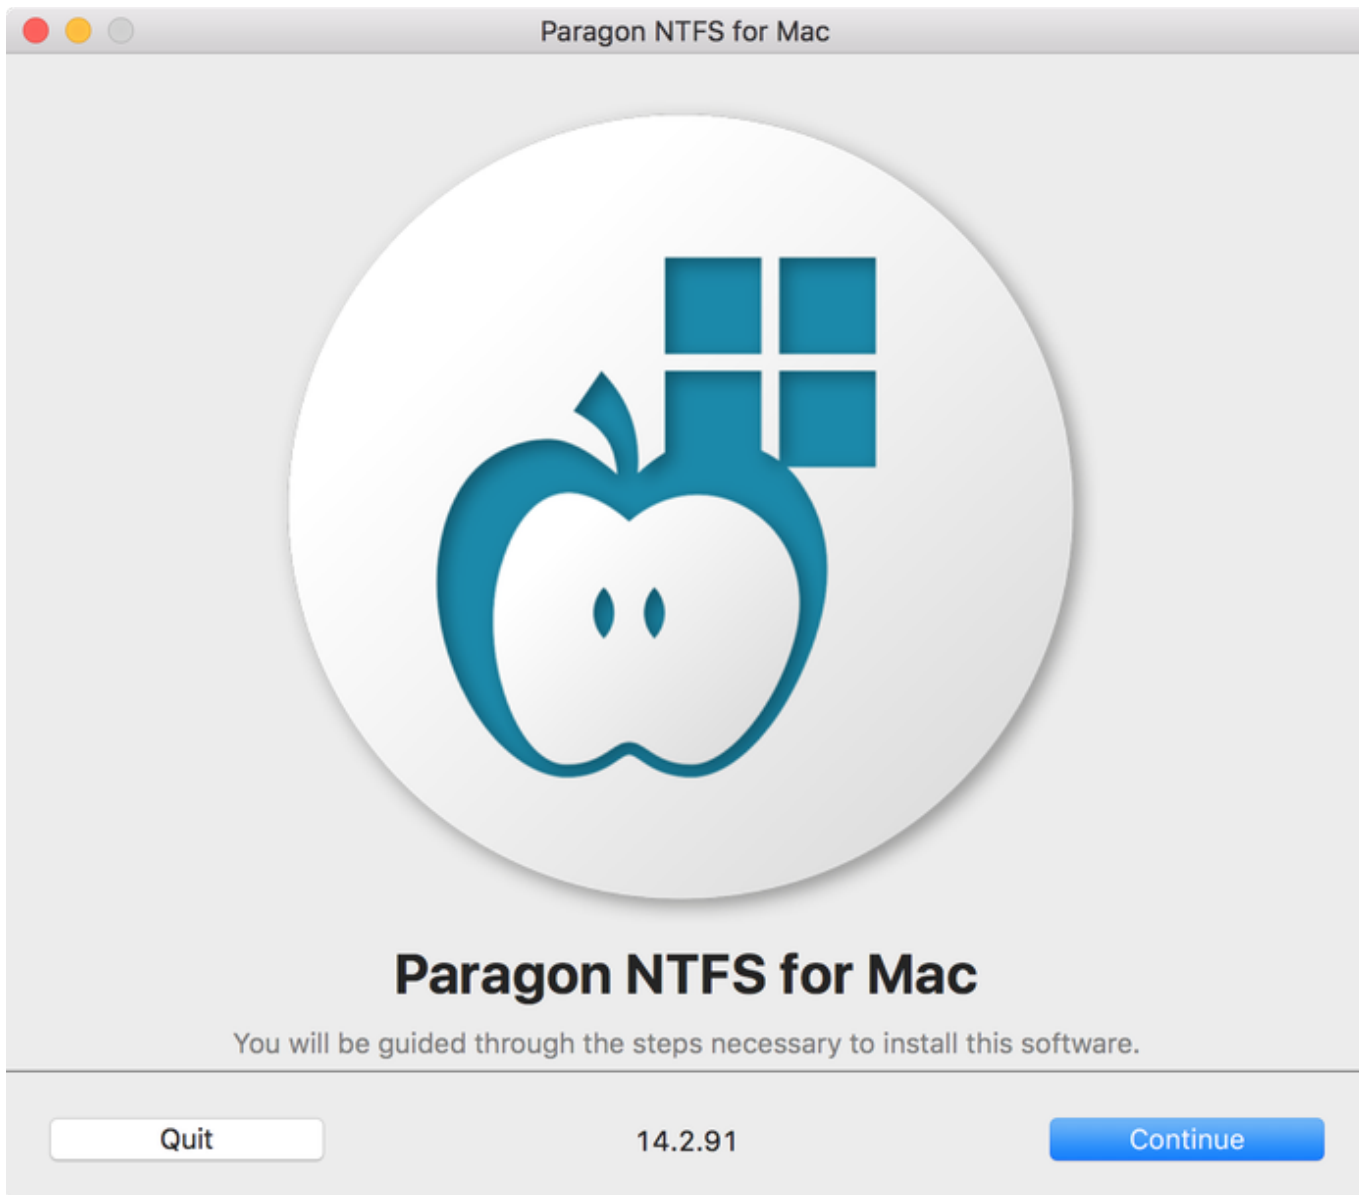 Paragon NTFS for Mac
Paragon NTFS for Mac
You will be guided through the steps necessary to install this software.
Quit
14.2.91
Continue